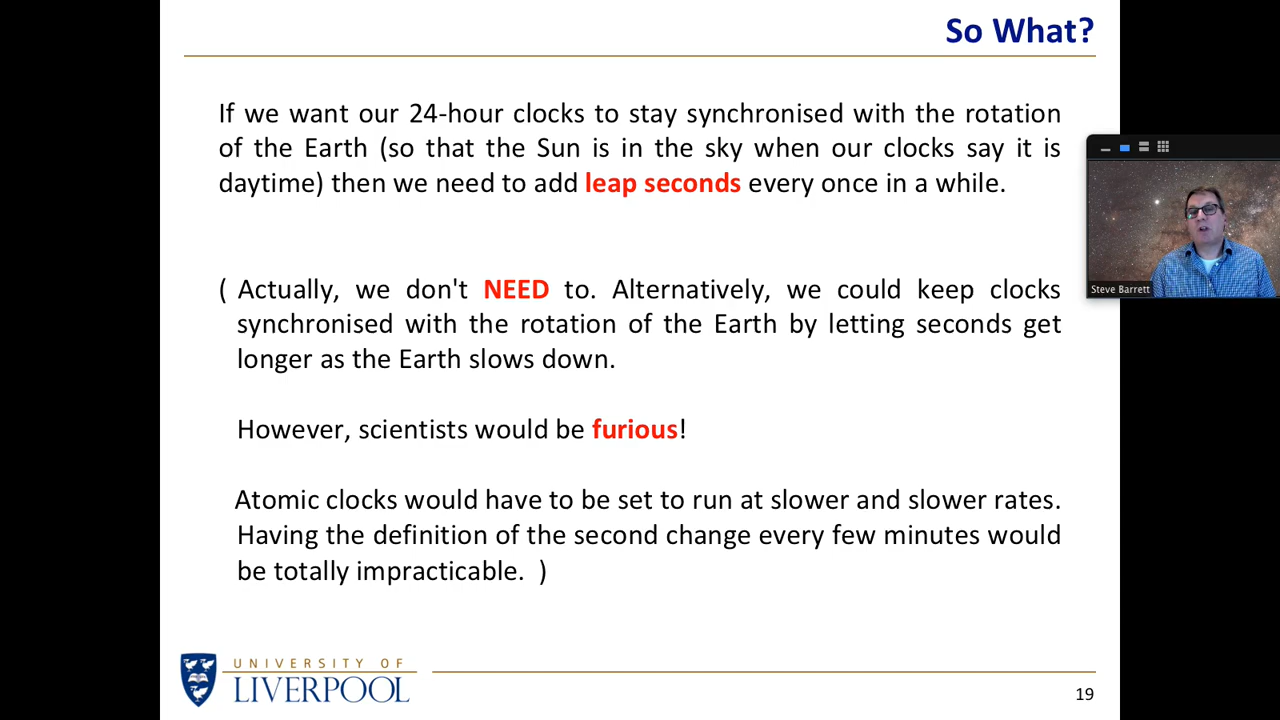 So What?
If we want our 24-hour clocks to stay synchronised with the rotation
of the Earth (so that the Sun is in the sky when our clocks say it is
daytime) then we need to add leap seconds every once in a while.
( Actually, we don't NEED to. Alternatively, we could keep clocks
synchronised with the rotation of the Earth by letting seconds get
longer as the Earth slows down.
However, scientists would be furious!
Atomic clocks would have to be set to run at slower and slower rates.
Having the definition of the second change every few minutes would
be totally impracticable. )
Steve Barrett
UNIVERSITY OF
LIVERPOOL
19